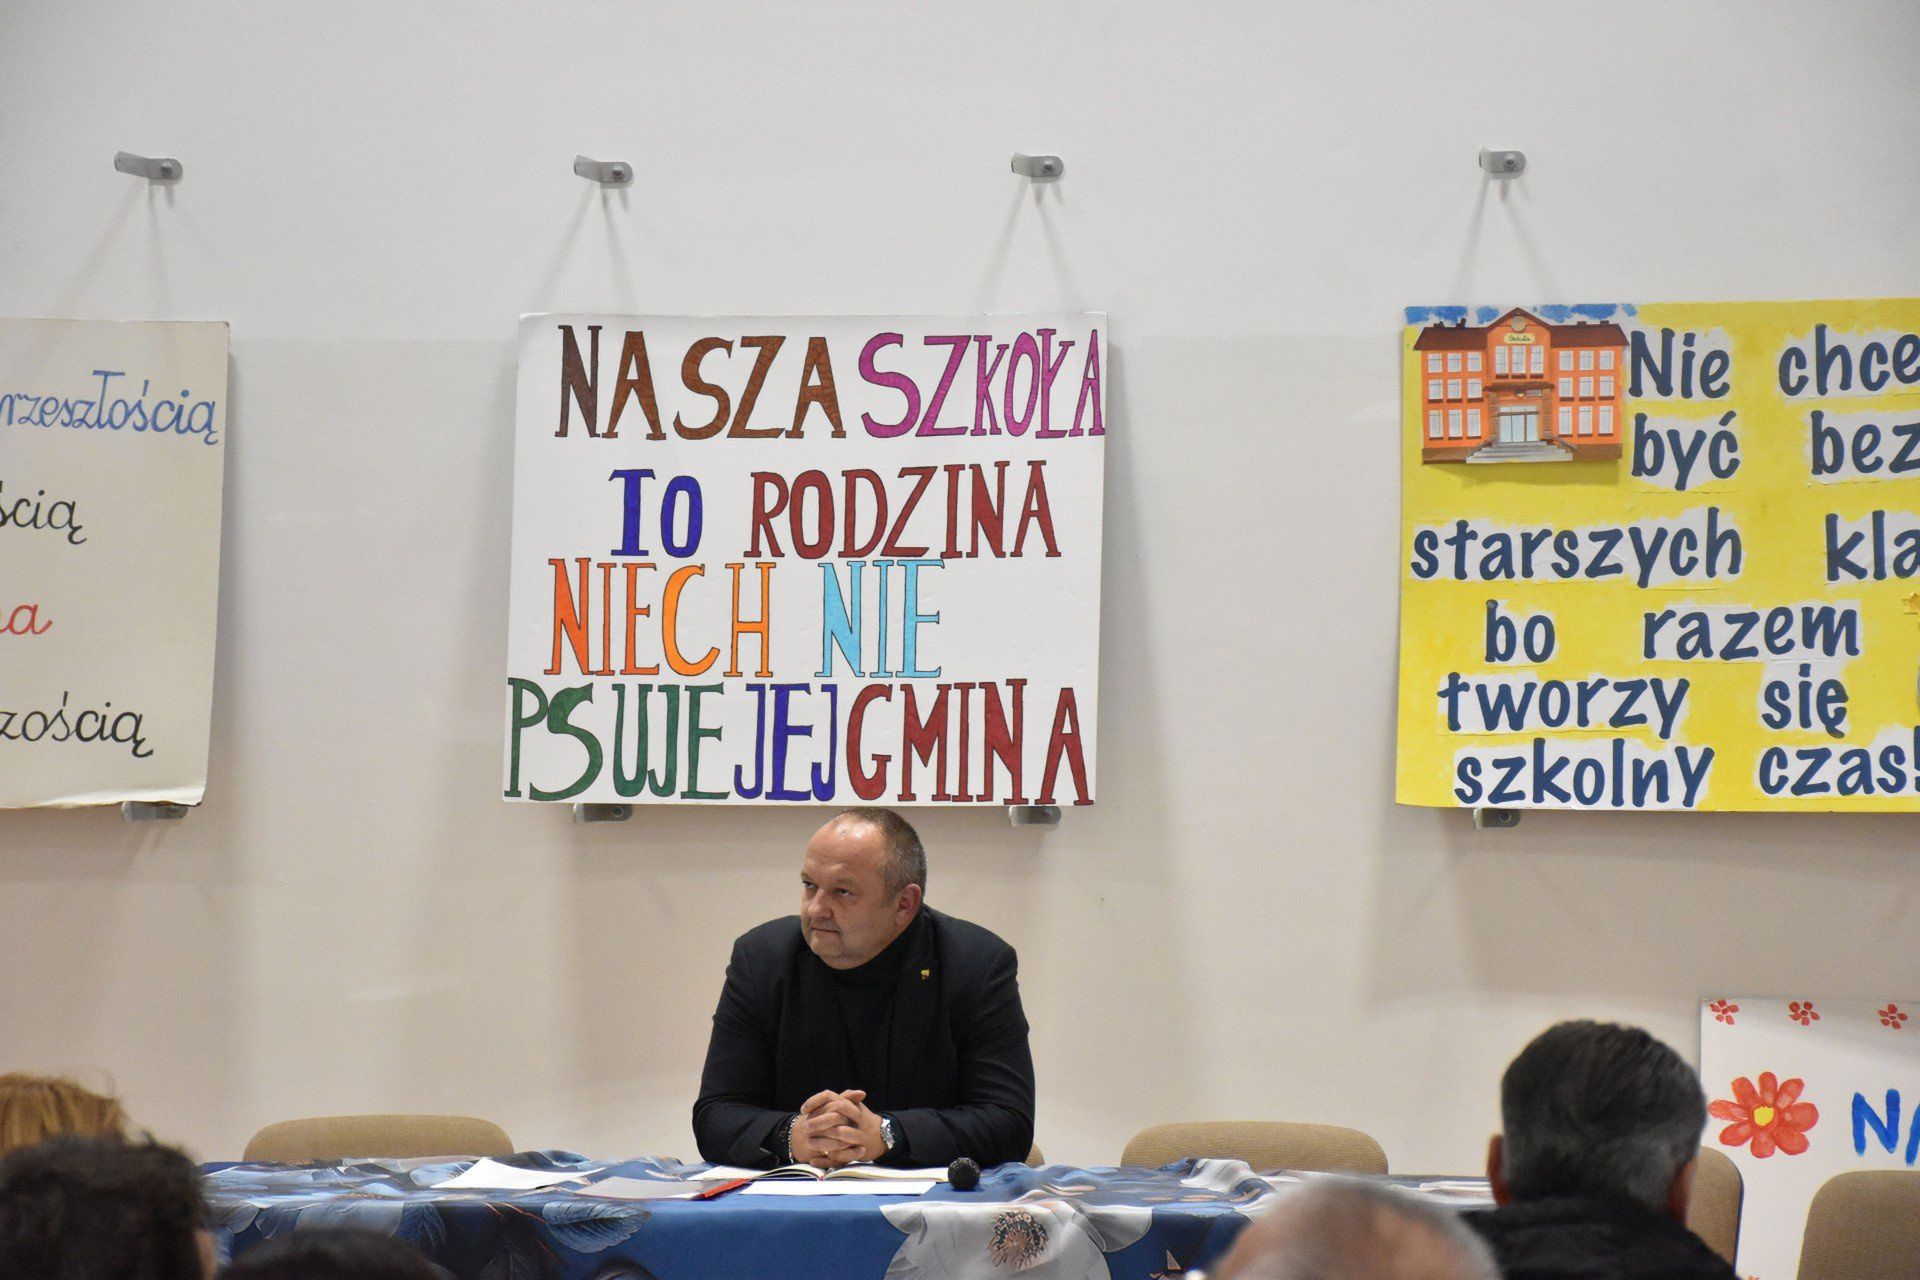 NASZA SZKOŁA
TO RODZINA
NIECH NIE
PSUJE JEJ GMINA
Szkoła
Nie chce
być bez
starszych kla
bo razem
tworzy się
szkolny czas!
rzeszłością
ścią
na
zością
NA